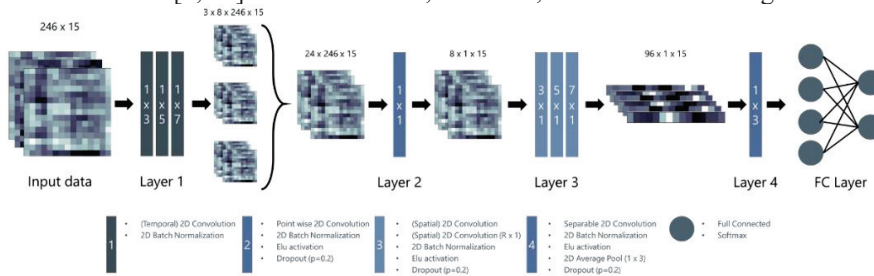 3 x 8 x 246 x 15
246 x 15
24 x 246 x 15
8 x 1 x 15
96 x 1 x 15
1 x 3
1 x 5
1 x 7
1 x 1
3 x 1
5 x 1
7 x 1
1 x 3
Input data
Layer 1
Layer 2
Layer 3
Layer 4
FC Layer
1
• (Temporal) 2D Convolution
• 2D Batch Normalization
2
• Point wise 2D Convolution
• 2D Batch Normalization
• Elu activation
• Dropout (p=0.2)
3
• (Spatial) 2D Convolution
• (Spatial) 2D Convolution (R x 1)
• 2D Batch Normalization
• Elu activation
• Dropout (p=0.2)
4
• Separable 2D Convolution
• 2D Batch Normalization
• Elu activation
• 2D Average Pool (1 x 3)
• Dropout (p=0.2)
• Full Connected
• Softmax